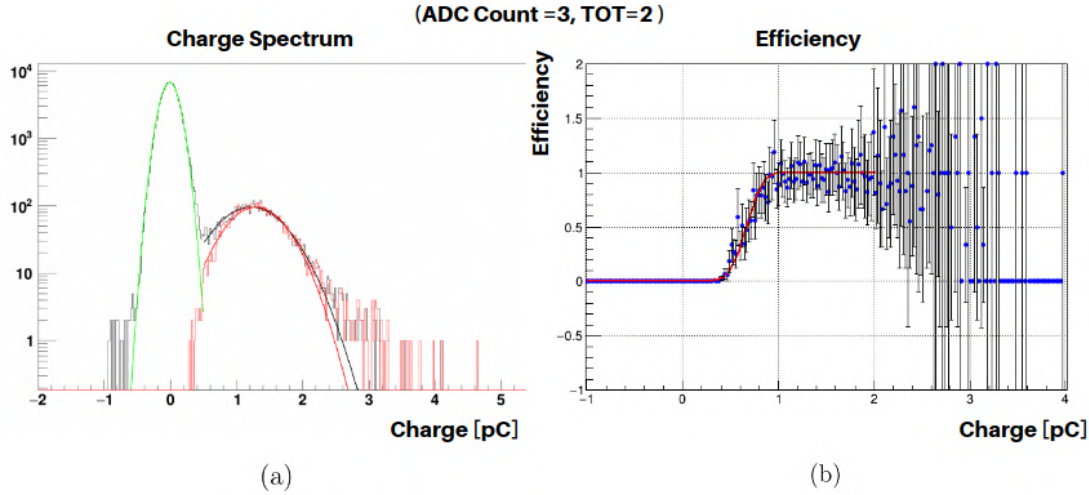 (ADC Count =3, TOT=2 )
Charge Spectrum
Efficiency
10⁴
10³
10²
10
1
−2 −1 0 1 2 3 4 5
Charge [pC]
Efficiency
2
1.5
1
0.5
0
−0.5
−1
−1 0 1 2 3 4
Charge [pC]
(a)
(b)